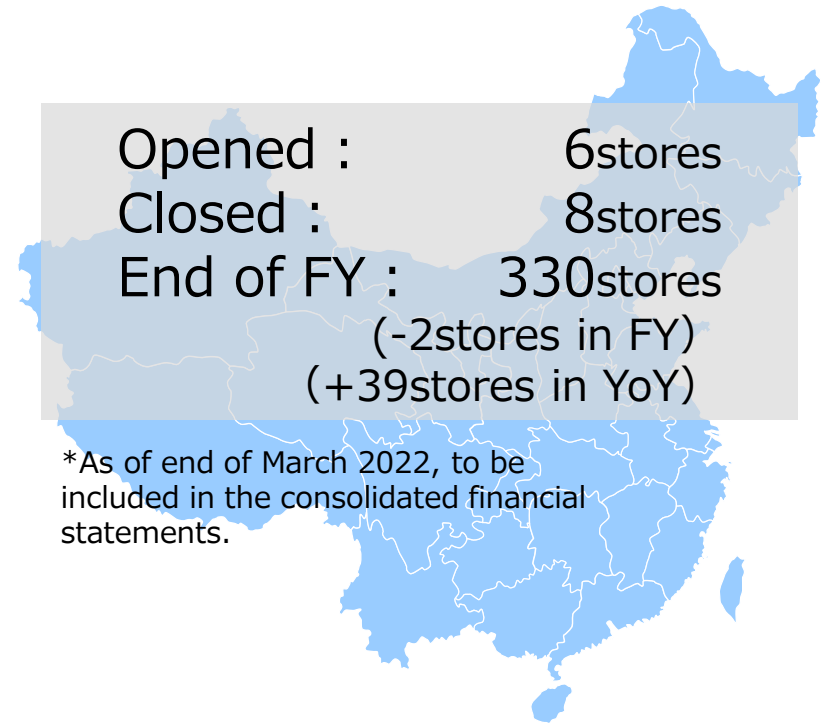 Opened : 6stores
Closed : 8stores
End of FY : 330stores
(-2stores in FY)
(+39stores in YoY)
*As of end of March 2022, to be
included in the consolidated financial
statements.